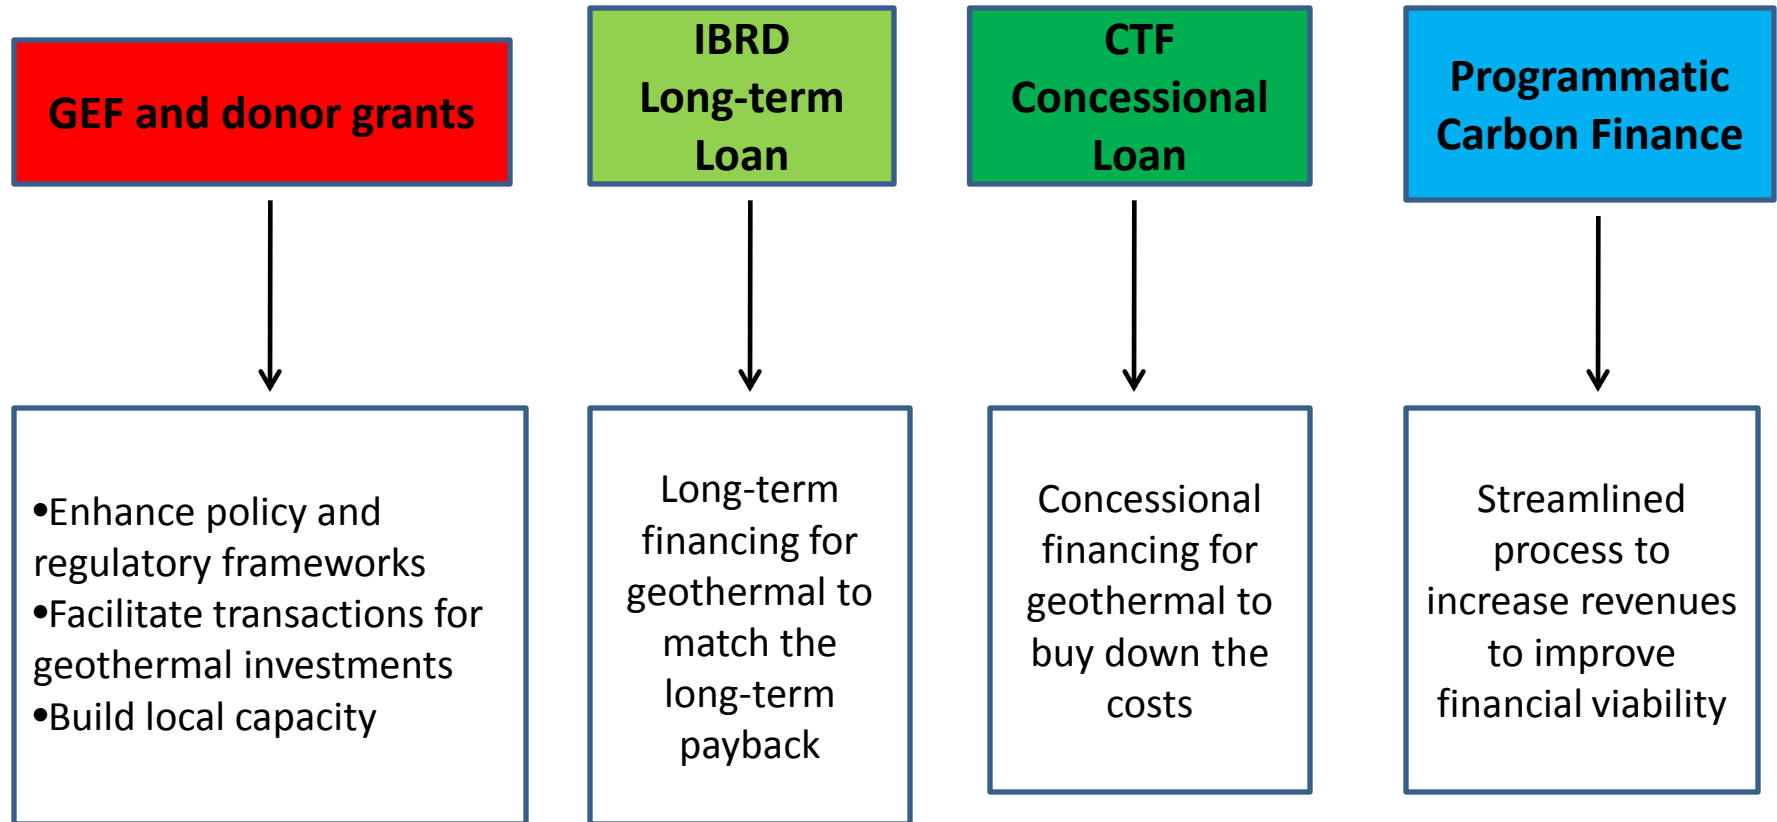 GEF and donor grants
IBRD
Long-term
Loan
CTF
Concessional
Loan
Programmatic
Carbon Finance
•Enhance policy and
regulatory frameworks
•Facilitate transactions for
geothermal investments
•Build local capacity
Long-term
financing for
geothermal to
match the
long-term
payback
Concessional
financing for
geothermal to
buy down the
costs
Streamlined
process to
increase revenues
to improve
financial viability